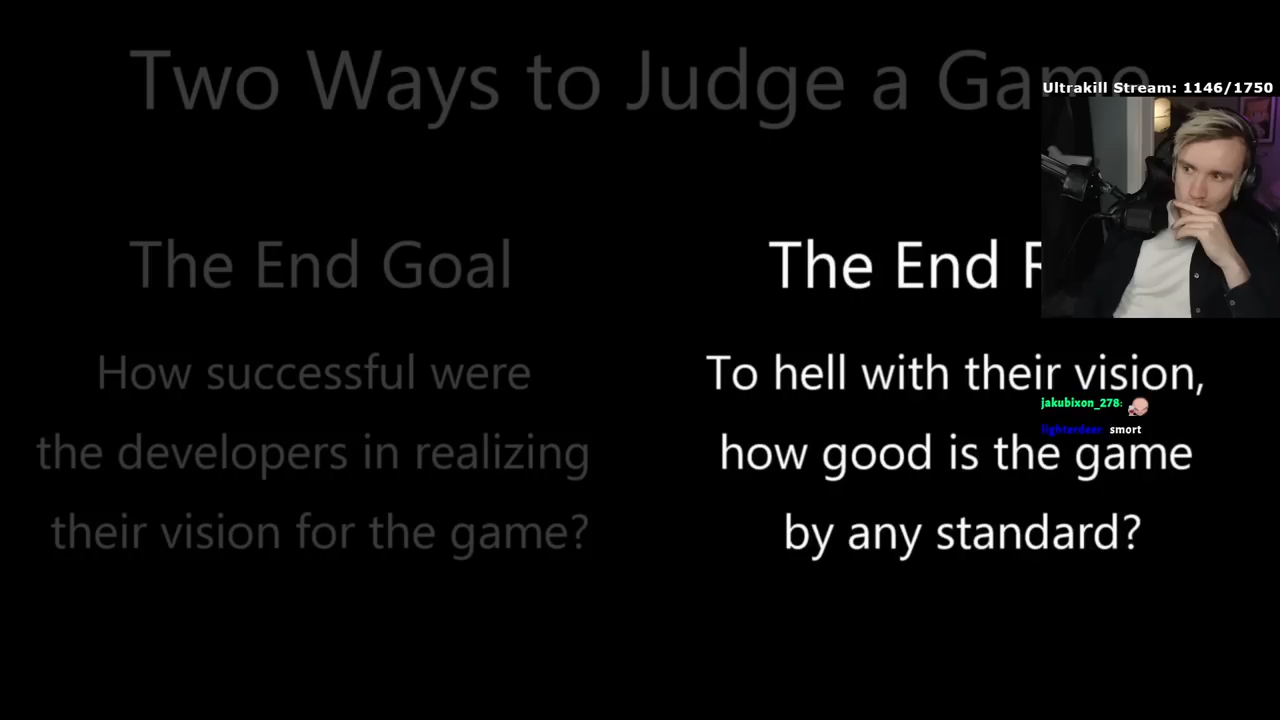 Two Ways to Judge a Game
Ultrakill Stream: 1146/1750
The End Goal
The End
How successful were
the developers in realizing
their vision for the game?
To hell with their vision,
how good is the game
by any standard?
jakubixon_278:
lighterdeer smort